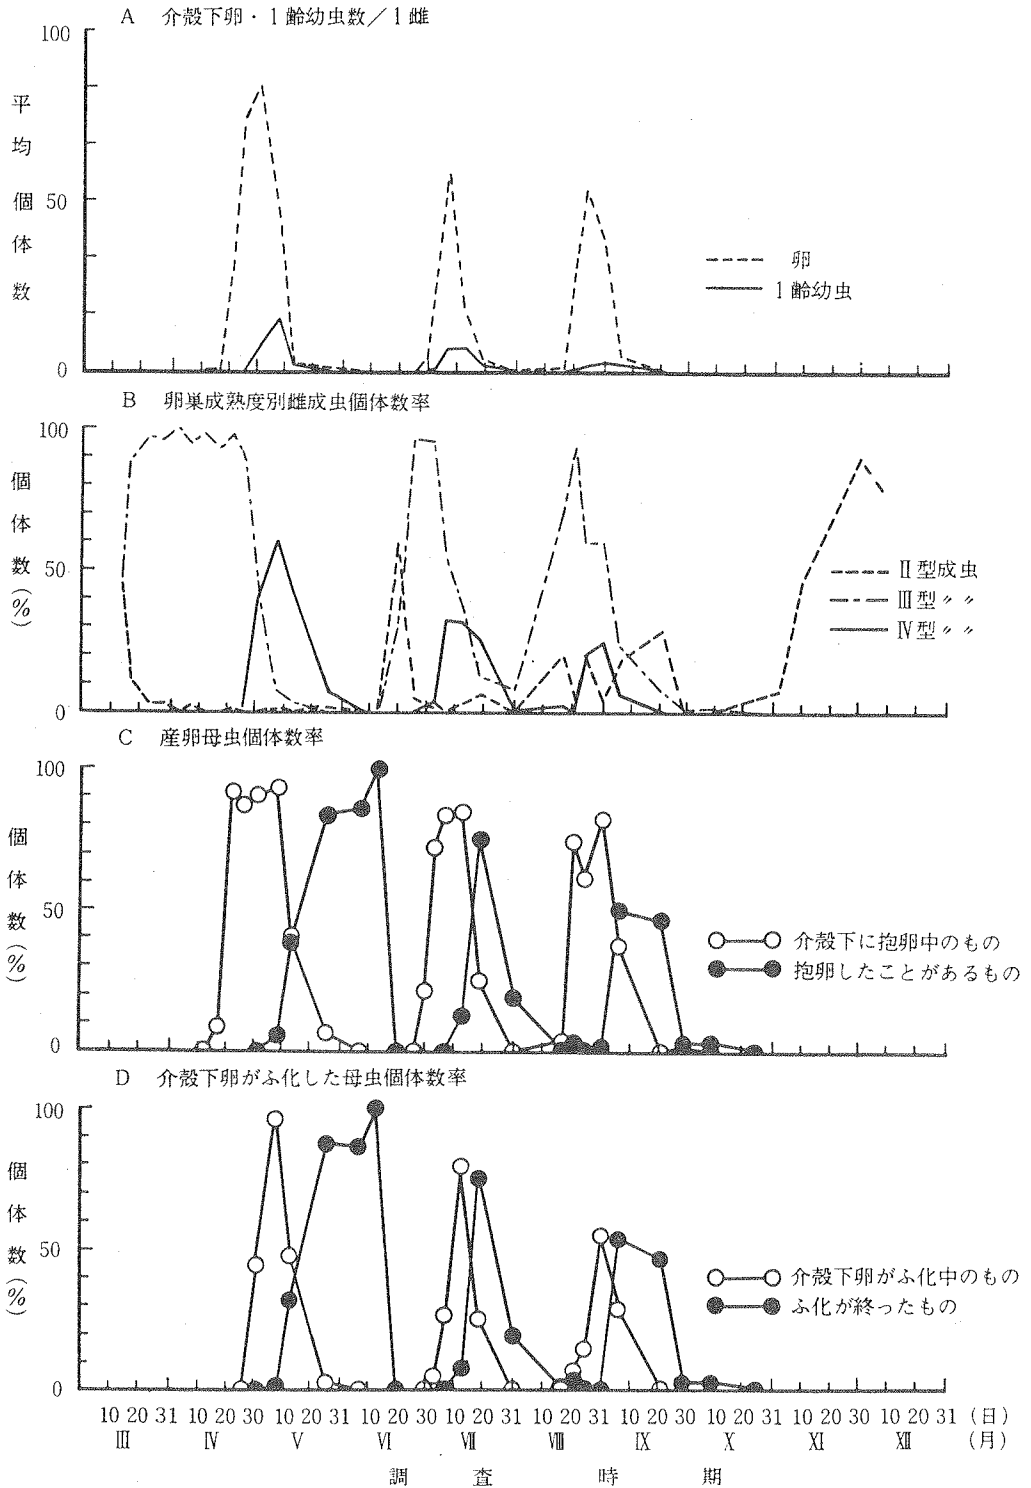 A 介殻下卵・1齢幼虫数／1雌
100
50
0
平均個体数
卵
1齢幼虫
B 卵巣成熟度別雌成虫個体数率
100
50
0
個体数(%)
II型成虫
III型〃〃
IV型〃〃
C 産卵母虫個体数率
100
50
0
個体数(%)
介殻下に抱卵中のもの
抱卵したことがあるもの
D 介殻下卵がふ化した母虫個体数率
100
50
0
個体数(%)
介殻下卵がふ化中のもの
ふ化が終ったもの
10 20 31 10 20 30 10 20 31 10 20 30 10 20 31 10 20 31 10 20 30 10 20 31 10 20 30 10 20 31 (日)
III IV V VI VII VIII IX X XI XII (月)
調査時期